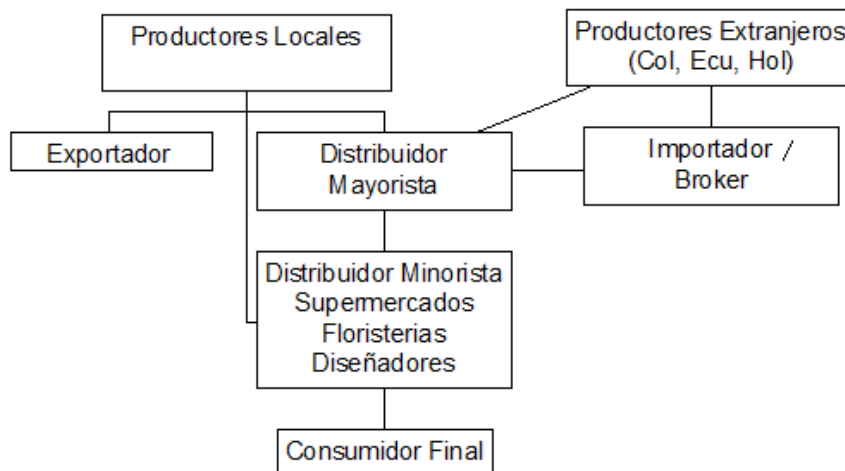 Productores Locales
Productores Extranjeros
(Col, Ecu, Hol)
Exportador
Distribuidor
Mayorista
Importador /
Broker
Distribuidor Minorista
Supermercados
Floristerias
Diseñadores
Consumidor Final